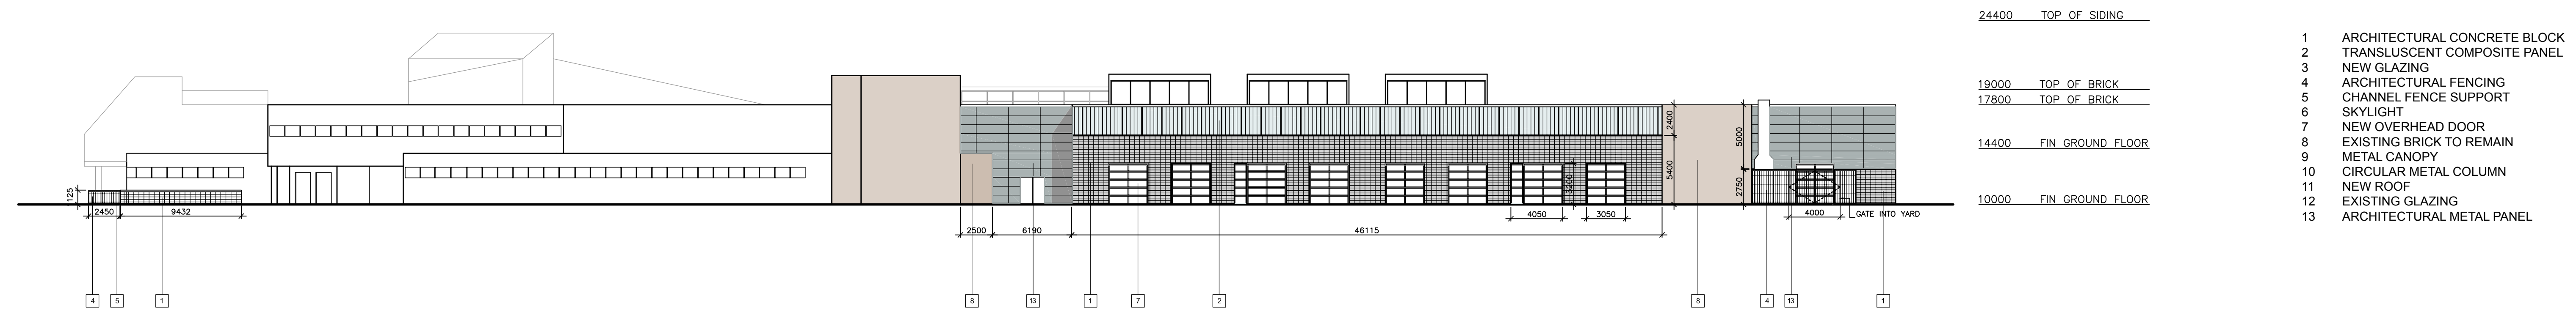 24400 TOP OF SIDING
19000 TOP OF BRICK
17800 TOP OF BRICK
14400 FIN GROUND FLOOR
10000 FIN GROUND FLOOR
1 ARCHITECTURAL CONCRETE BLOCK
2 TRANSLUSCENT COMPOSITE PANEL
3 NEW GLAZING
4 ARCHITECTURAL FENCING
5 CHANNEL FENCE SUPPORT
6 SKYLIGHT
7 NEW OVERHEAD DOOR
8 EXISTING BRICK TO REMAIN
9 METAL CANOPY
10 CIRCULAR METAL COLUMN
11 NEW ROOF
12 EXISTING GLAZING
13 ARCHITECTURAL METAL PANEL
1125
2450 9432
2500 6190 46115
2400
5400
3200
4050 3050
5000
2750
4000
GATE INTO YARD
4 5 1 8 13 1 7 2 8 4 13 1